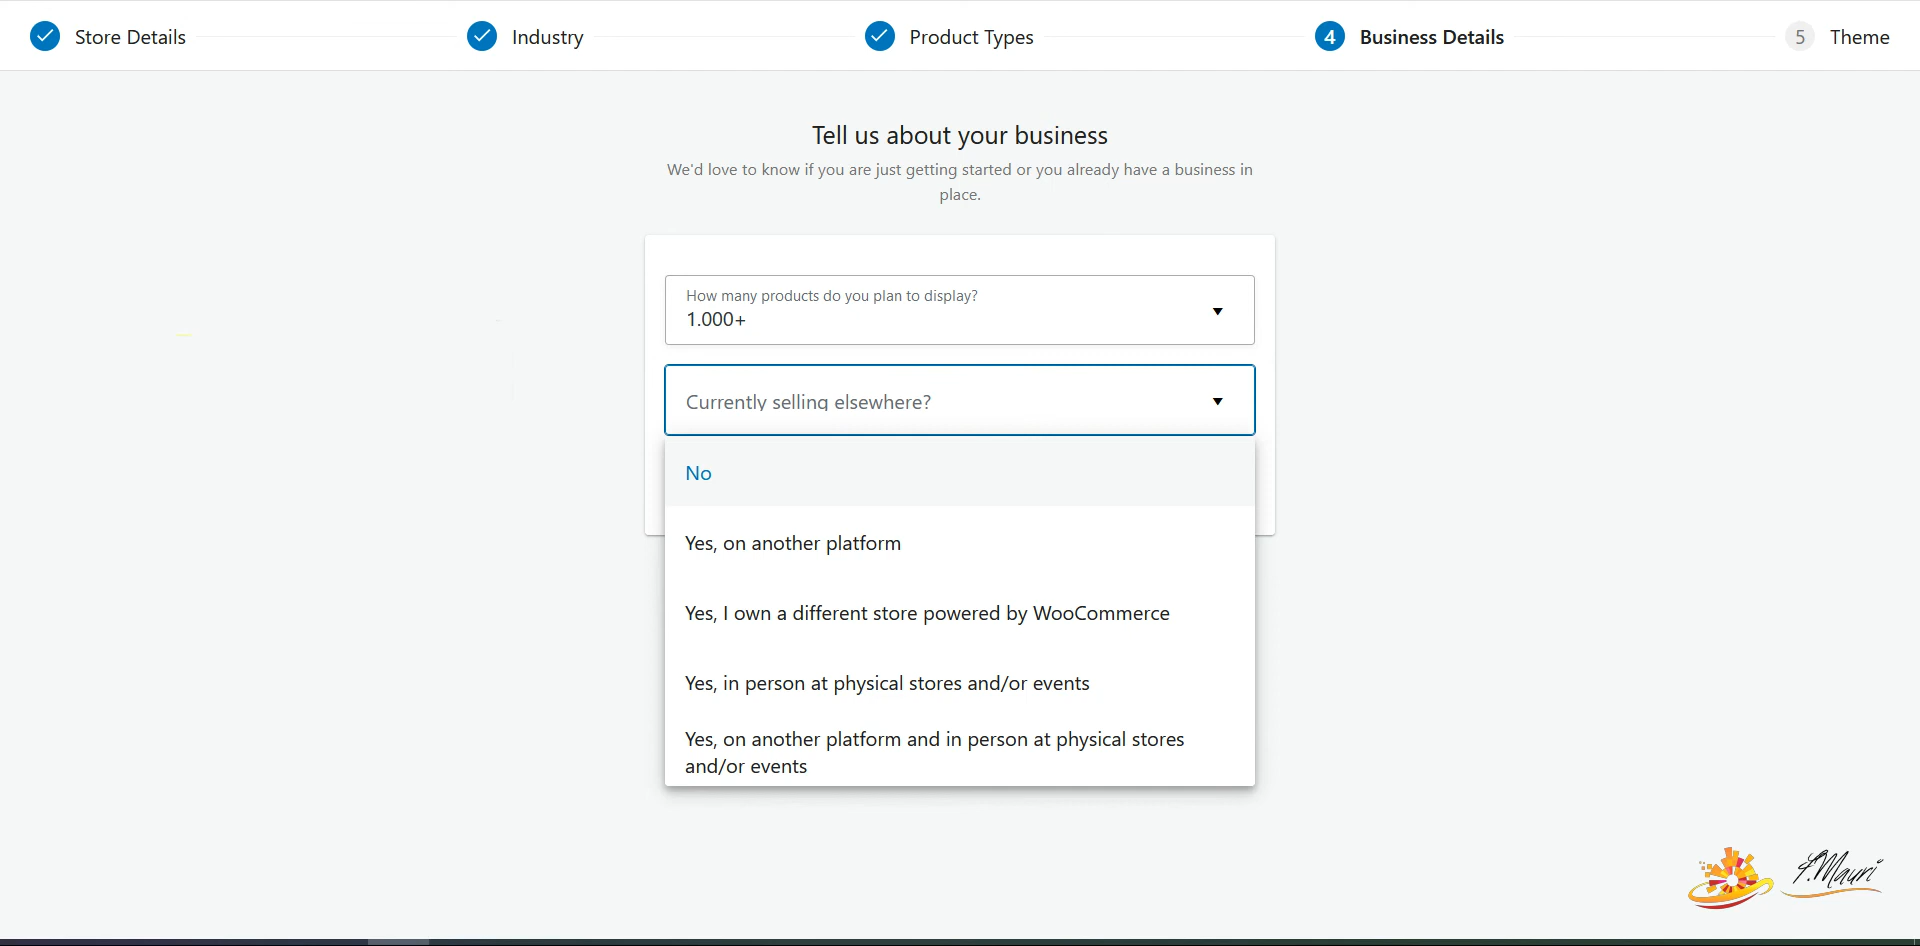 Store Details
Industry
Product Types
4 Business Details
5 Theme
Tell us about your business
We'd love to know if you are just getting started or you already have a business in
place.
How many products do you plan to display?
1.000+
Currently selling elsewhere?
No
Yes, on another platform
Yes, I own a different store powered by WooCommerce
Yes, in person at physical stores and/or events
Yes, on another platform and in person at physical stores
and/or events
F.Mauri